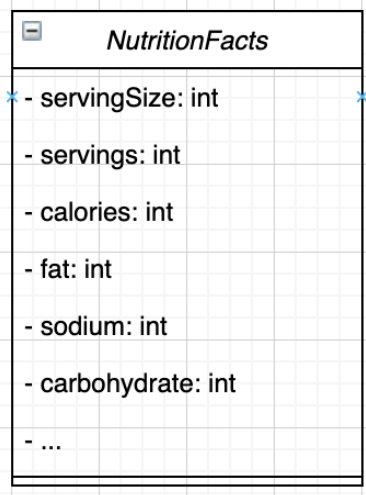 NutritionFacts
- servingSize: int
- servings: int
- calories: int
- fat: int
- sodium: int
- carbohydrate: int
- ...